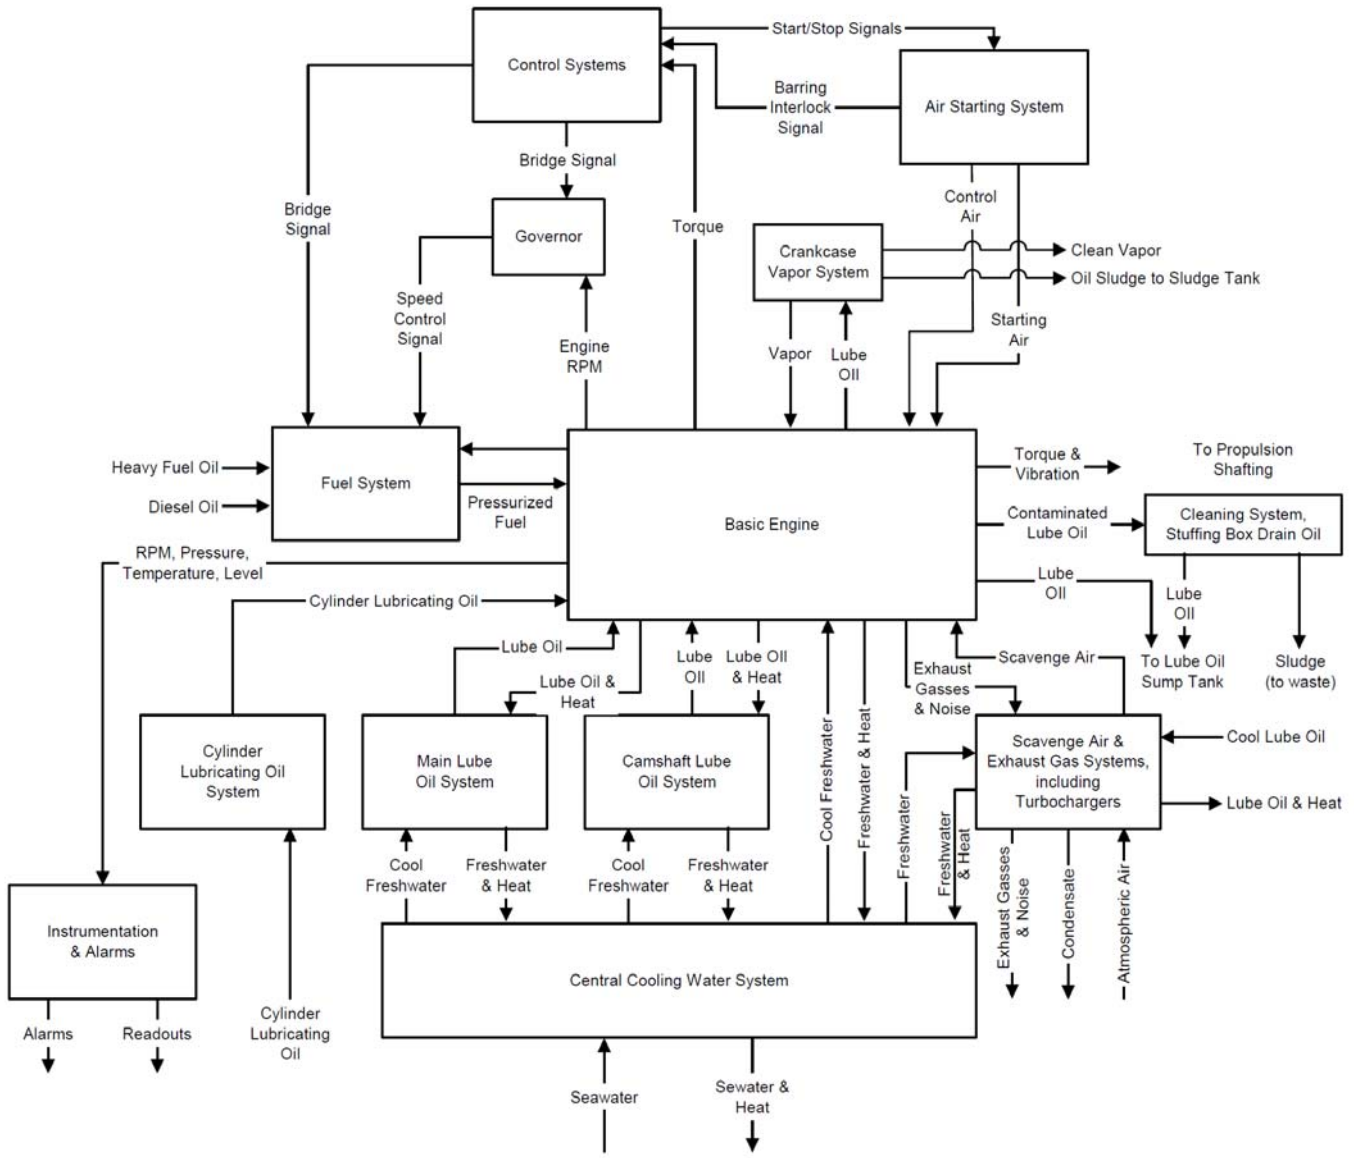 Start/Stop Signals
Control Systems
Barring
Interlock
Signal
Air Starting System
Bridge Signal
Control
Air
Bridge
Signal
Governor
Torque
Crankcase
Vapor System
Clean Vapor
Oil Sludge to Sludge Tank
Speed
Control
Signal
Engine
RPM
Vapor
Lube
OIl
Starting
Air
Heavy Fuel Oil
Diesel Oil
Fuel System
Pressurized
Fuel
Basic Engine
Torque &
Vibration
To Propulsion
Shafting
Contaminated
Lube Oil
Cleaning System,
Stuffing Box Drain Oil
RPM, Pressure,
Temperature, Level
Lube
OIl
Lube
OIl
Cylinder Lubricating Oil
Lube Oil
Lube Oil &
Heat
Lube
OIl
Lube OIl
& Heat
Exhaust
Gasses
& Noise
Scavenge Air
To Lube Oil
Sump Tank
Sludge
(to waste)
Cylinder
Lubricating Oil
System
Main Lube
Oil System
Camshaft Lube
Oil System
Cool Freshwater
Freshwater & Heat
Freshwater
Freshwater
& Heat
Scavenge Air &
Exhaust Gas Systems,
including
Turbochargers
Cool Lube Oil
Lube Oil & Heat
Cool
Freshwater
Freshwater
& Heat
Cool
Freshwater
Freshwater
& Heat
Exhaust Gasses
& Noise
Condensate
Atmospheric Air
Instrumentation
& Alarms
Central Cooling Water System
Alarms
Readouts
Cylinder
Lubricating
Oil
Seawater
Sewater &
Heat